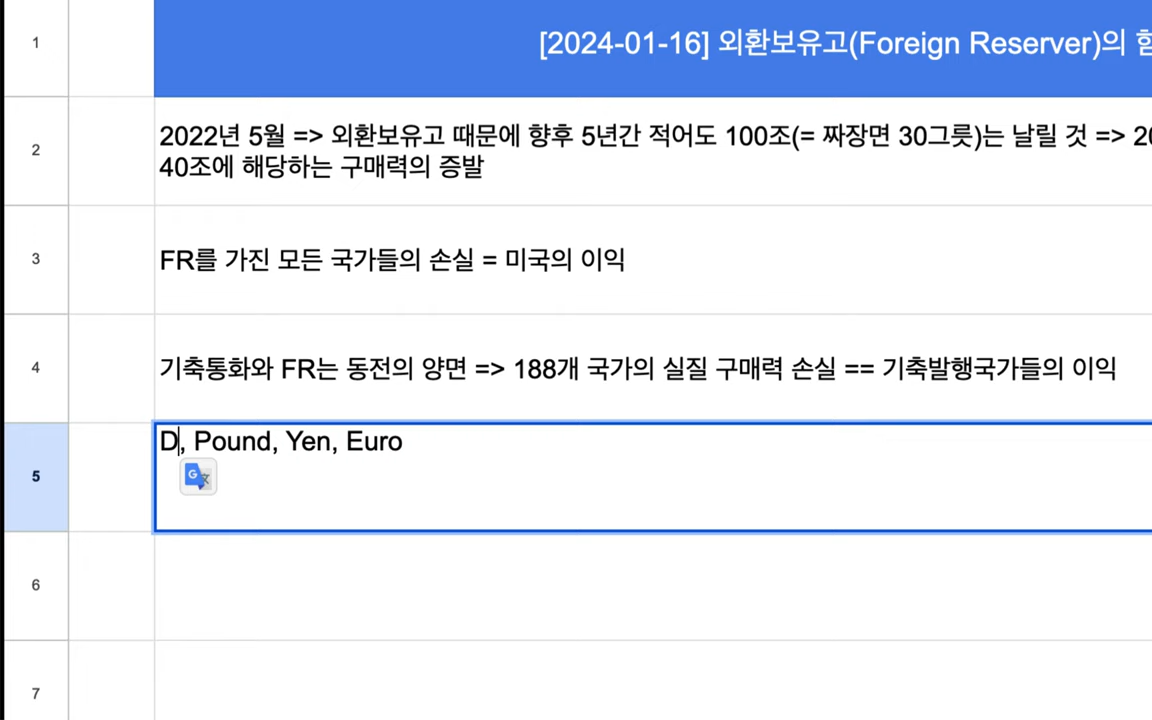 1
[2024-01-16] 외환보유고(Foreign Reserver)의
2
2022년 5월 => 외환보유고 때문에 향후 5년간 적어도 100조(= 짜장면 30그릇)는 날릴 것 =>
40조에 해당하는 구매력의 증발
3
FR를 가진 모든 국가들의 손실 = 미국의 이익
4
기축통화와 FR는 동전의 양면 => 188개 국가의 실질 구매력 손실 == 기축발행국가들의 이익
5
D, Pound, Yen, Euro
6
7